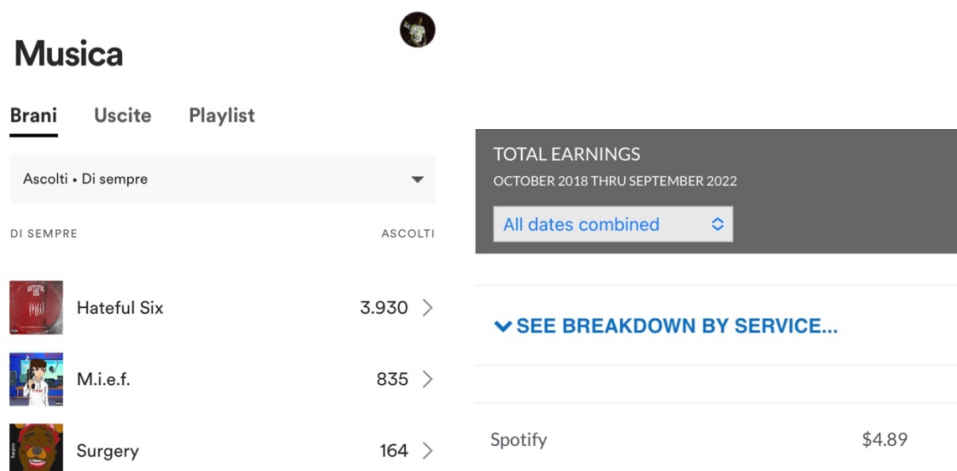 Musica
Brani Uscite Playlist
Ascolti • Di sempre
DI SEMPRE ASCOLTI
Hateful Six 3.930
M.i.e.f. 835
Surgery 164
TOTAL EARNINGS
OCTOBER 2018 THRU SEPTEMBER 2022
All dates combined
SEE BREAKDOWN BY SERVICE...
Spotify $4.89